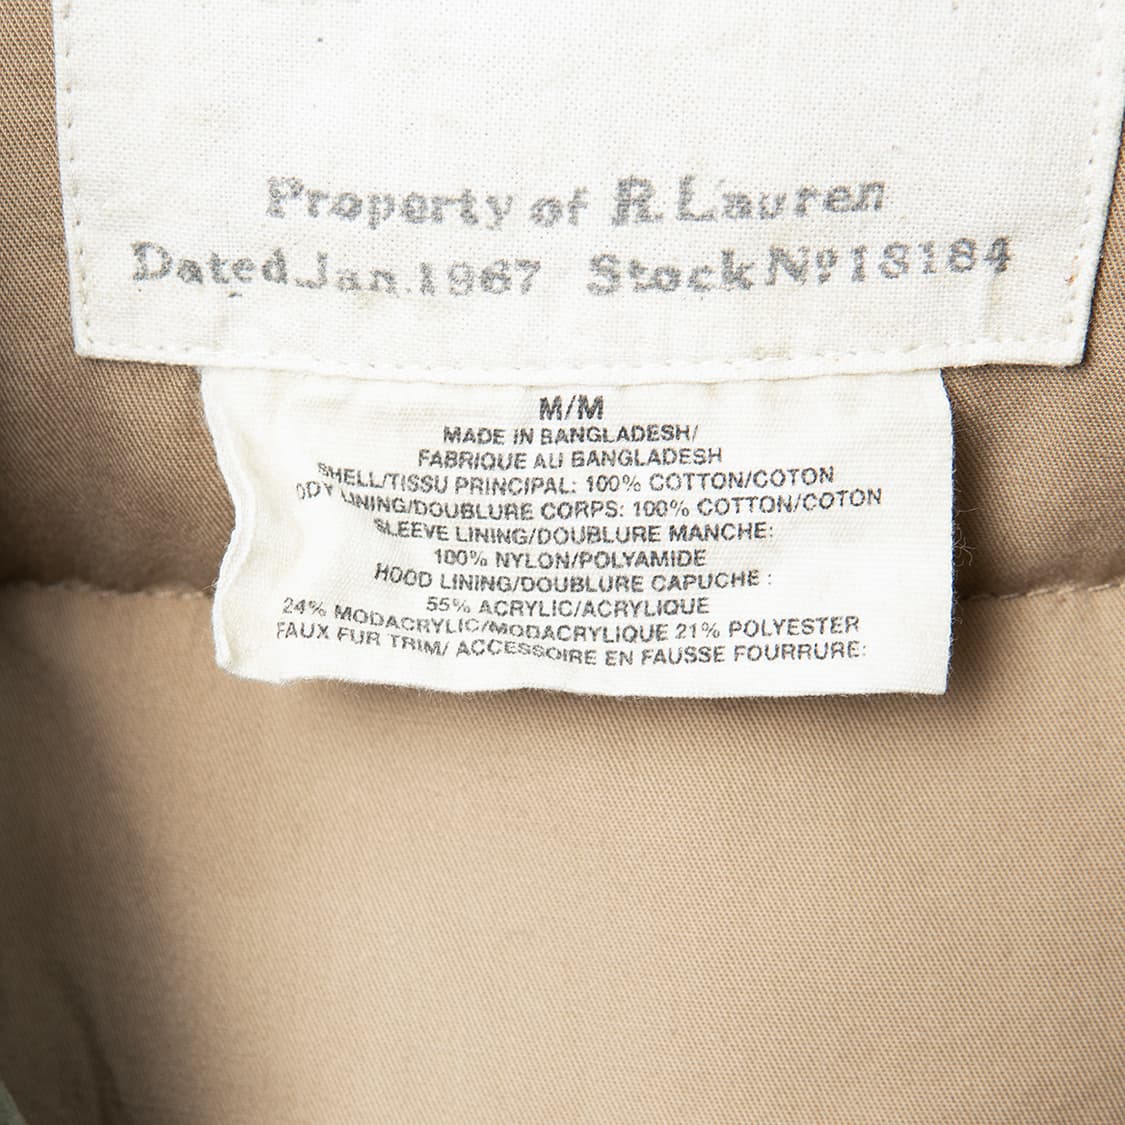 Property of R. Lauren
Dated Jan. 1967 Stock Nº 18184
M/M
MADE IN BANGLADESH/
FABRIQUE AU BANGLADESH
SHELL/TISSU PRINCIPAL: 100% COTTON/COTON
ODY LINING/DOUBLURE CORPS: 100% COTTON/COTON
SLEEVE LINING/DOUBLURE MANCHE:
100% NYLON/POLYAMIDE
HOOD LINING/DOUBLURE CAPUCHE :
55% ACRYLIC/ACRYLIQUE
24% MODACRYLIC/MODACRYLIQUE 21% POLYESTER
FAUX FUR TRIM/ ACCESSOIRE EN FAUSSE FOURRURE: